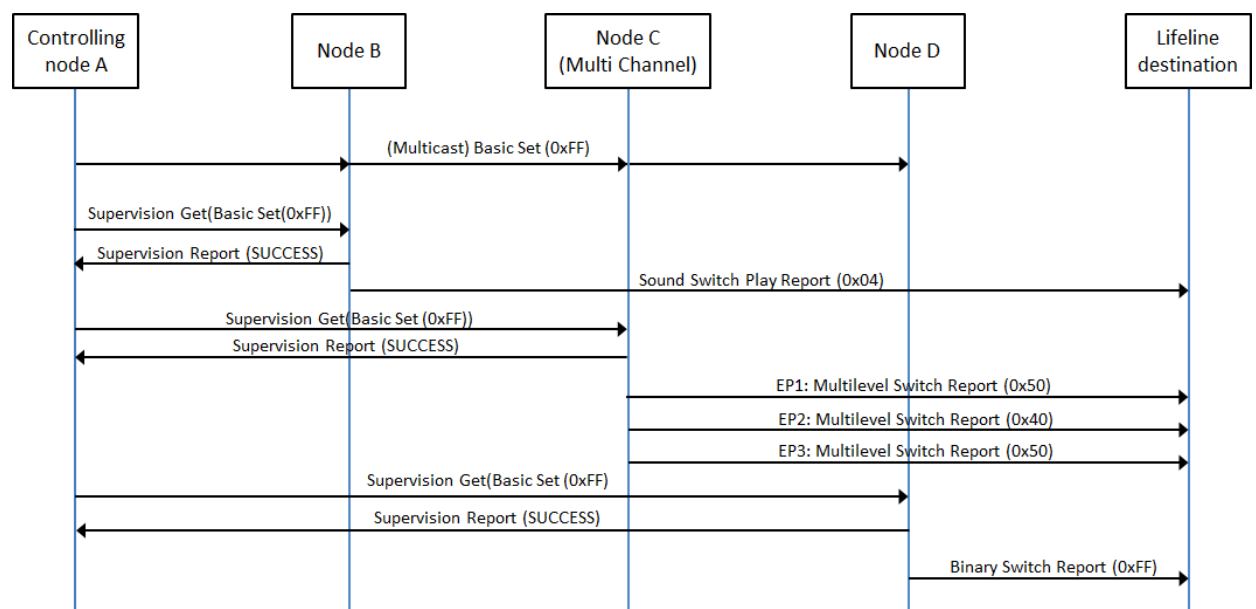 Controlling
node A
Node B
Node C
(Multi Channel)
Node D
Lifeline
destination
(Multicast) Basic Set (0xFF)
Supervision Get(Basic Set(0xFF))
Supervision Report (SUCCESS)
Sound Switch Play Report (0x04)
Supervision Get(Basic Set (0xFF))
Supervision Report (SUCCESS)
EP1: Multilevel Switch Report (0x50)
EP2: Multilevel Switch Report (0x40)
EP3: Multilevel Switch Report (0x50)
Supervision Get(Basic Set (0xFF)
Supervision Report (SUCCESS)
Binary Switch Report (0xFF)